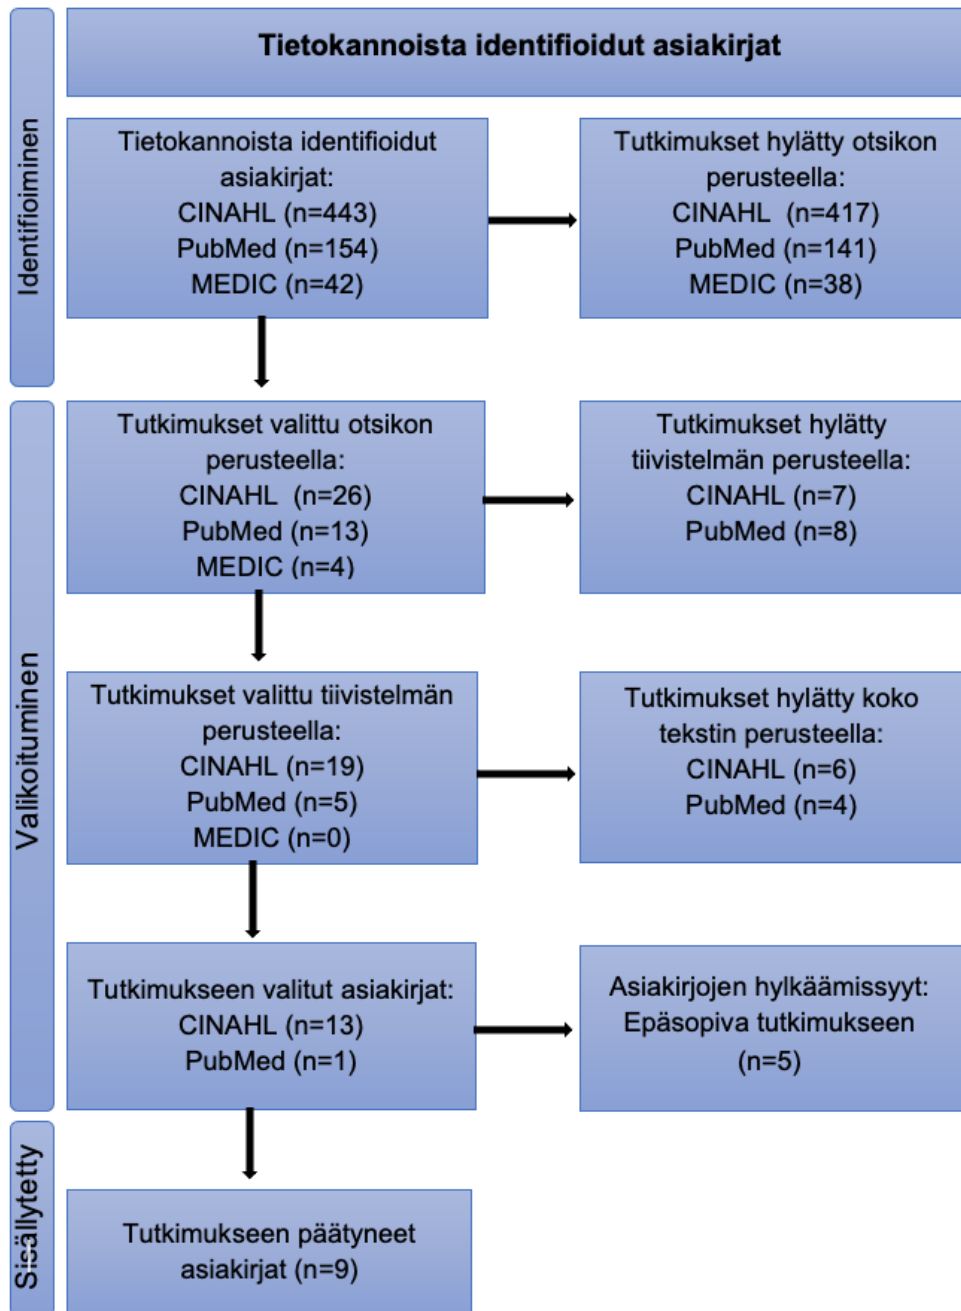 Tietokannoista identifioidut asiakirjat
Identifioiminen
Tietokannoista identifioidut
asiakirjat:
CINAHL (n=443)
PubMed (n=154)
MEDIC (n=42)
Tutkimukset hylätty otsikon
perusteella:
CINAHL (n=417)
PubMed (n=141)
MEDIC (n=38)
Valikoituminen
Tutkimukset valittu otsikon
perusteella:
CINAHL (n=26)
PubMed (n=13)
MEDIC (n=4)
Tutkimukset hylätty
tiivistelmän perusteella:
CINAHL (n=7)
PubMed (n=8)
Tutkimukset valittu tiivistelmän
perusteella:
CINAHL (n=19)
PubMed (n=5)
MEDIC (n=0)
Tutkimukset hylätty koko
tekstin perusteella:
CINAHL (n=6)
PubMed (n=4)
Tutkimukseen valitut asiakirjat:
CINAHL (n=13)
PubMed (n=1)
Asiakirjojen hylkäämissyyt:
Epäsopiva tutkimukseen
(n=5)
Sisällytetty
Tutkimukseen päätyneet
asiakirjat (n=9)